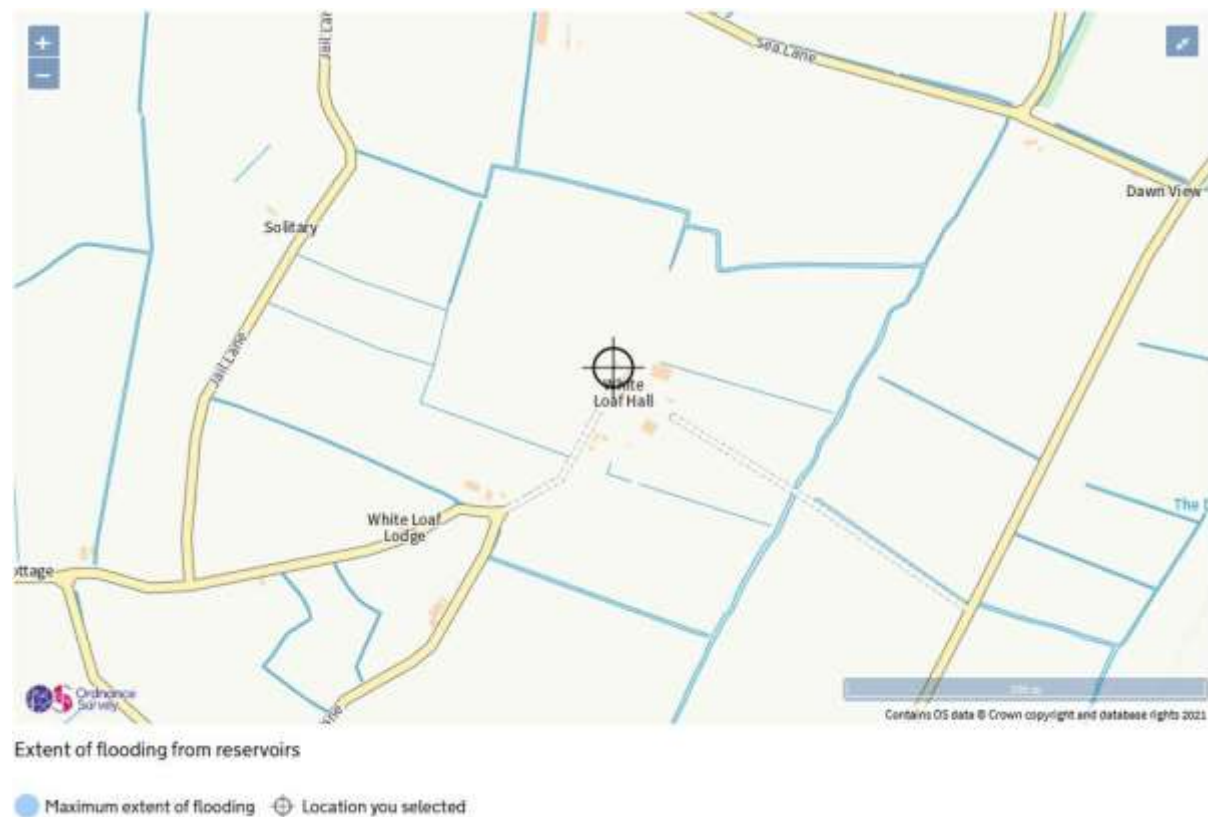 +
−
Jail Lane
Sea Lane
Dawn View
Solitary
Jail Lane
White
Loaf Hall
White Loaf
Lodge
The
ottage
Ordnance
Survey
Contains OS data © Crown copyright and database rights 2021
Extent of flooding from reservoirs
Maximum extent of flooding
Location you selected